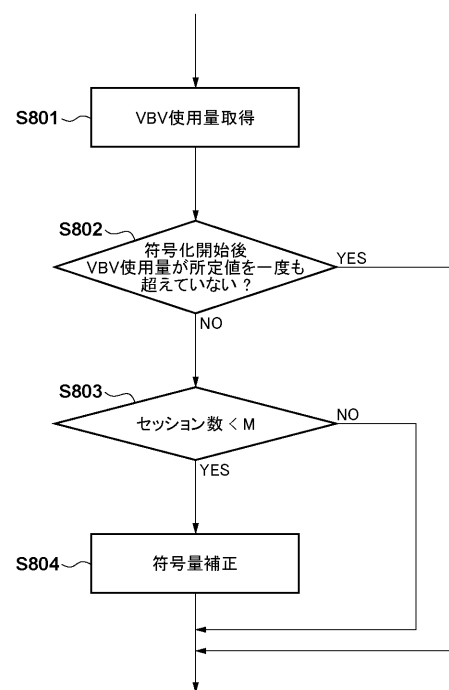 S801
VBV使用量取得
S802
符号化開始後
VBV使用量が所定値を一度も
超えていない？
YES
NO
S803
セッション数 < M
NO
YES
S804
符号量補正